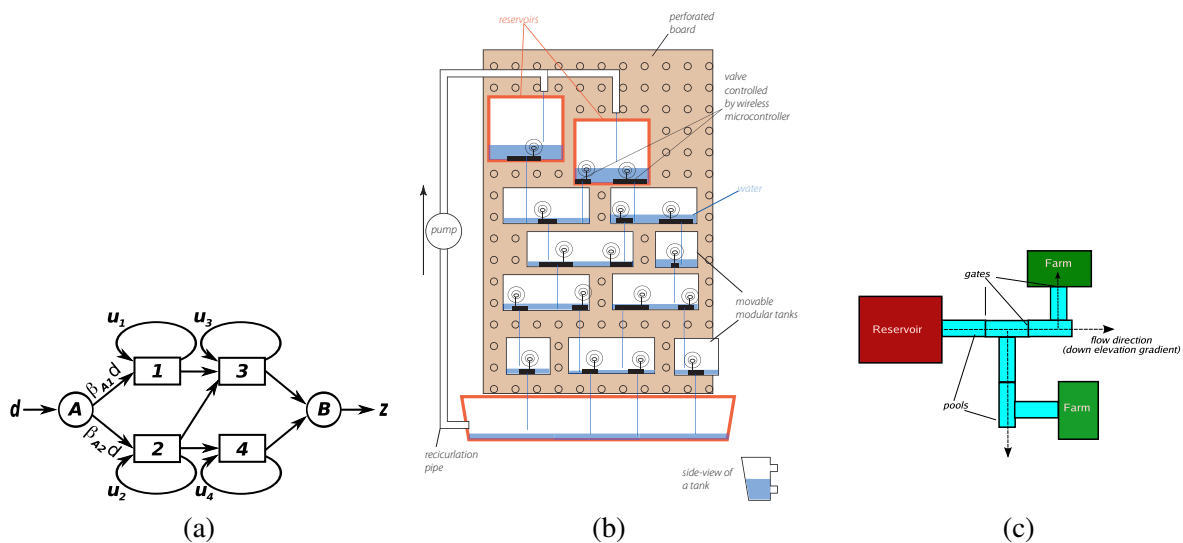 u1
u3
β A1 d
1
3
d
A
B
z
β A2 d
2
4
u2
u4
(a)
reservoirs
perforated
board
valve
controlled
by wireless
microcontroller
water
pump
movable
modular tanks
recicurlation
pipe
side-view of
a tank
(b)
Farm
gates
Reservoir
flow direction
(down elevation gradient)
pools
Farm
(c)